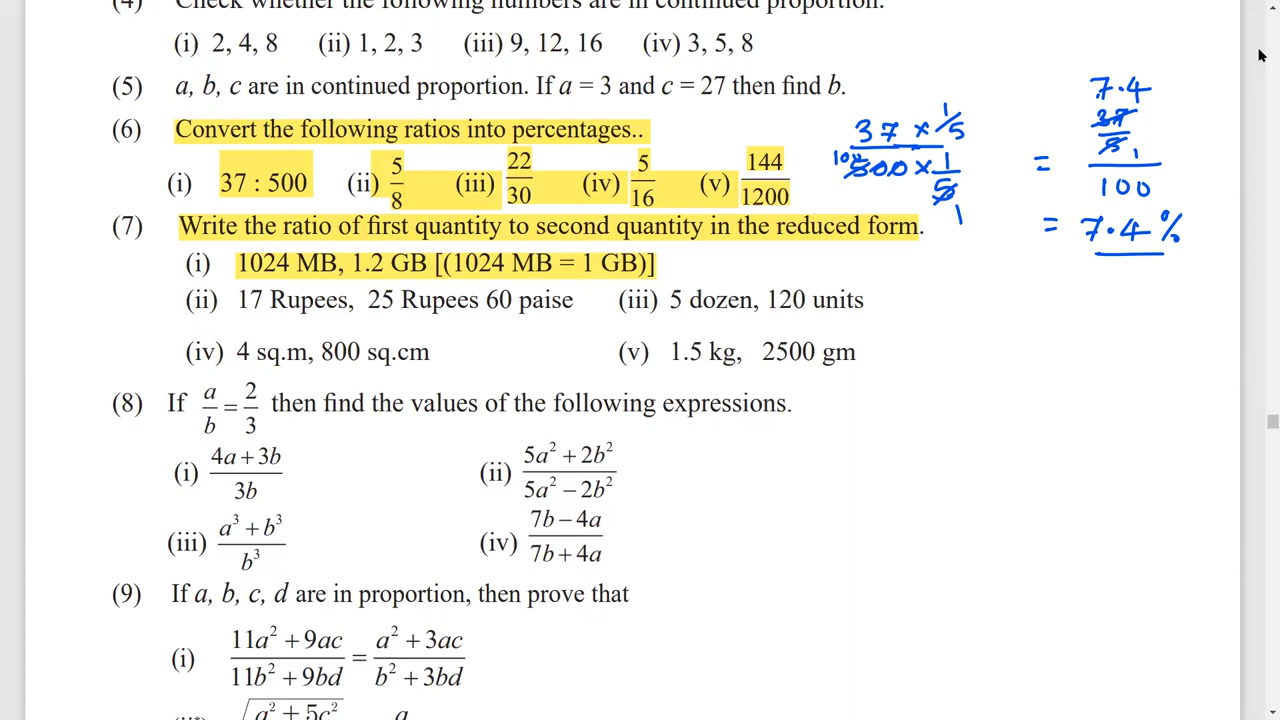 (4) Check whether the following numbers are in continued proportion.
(i) 2, 4, 8 (ii) 1, 2, 3 (iii) 9, 12, 16 (iv) 3, 5, 8
(5) a, b, c are in continued proportion. If a = 3 and c = 27 then find b.
(6) Convert the following ratios into percentages..
(i) 37 : 500 (ii) 5/8 (iii) 22/30 (iv) 5/16 (v) 144/1200
(7) Write the ratio of first quantity to second quantity in the reduced form.
(i) 1024 MB, 1.2 GB [(1024 MB = 1 GB)]
(ii) 17 Rupees, 25 Rupees 60 paise (iii) 5 dozen, 120 units
(iv) 4 sq.m, 800 sq.cm (v) 1.5 kg, 2500 gm
(8) If a/b = 2/3 then find the values of the following expressions.
(i) 4a + 3b / 3b (ii) 5a² + 2b² / 5a² − 2b²
(iii) a³ + b³ / b³ (iv) 7b − 4a / 7b + 4a
(9) If a, b, c, d are in proportion, then prove that
(i) 11a² + 9ac / 11b² + 9bd = a² + 3ac / b² + 3bd
√a² + 5c² a
7.4
37 × 1/5 37/5 1
100 500 × 1/5 1 = 100
= 7.4 %